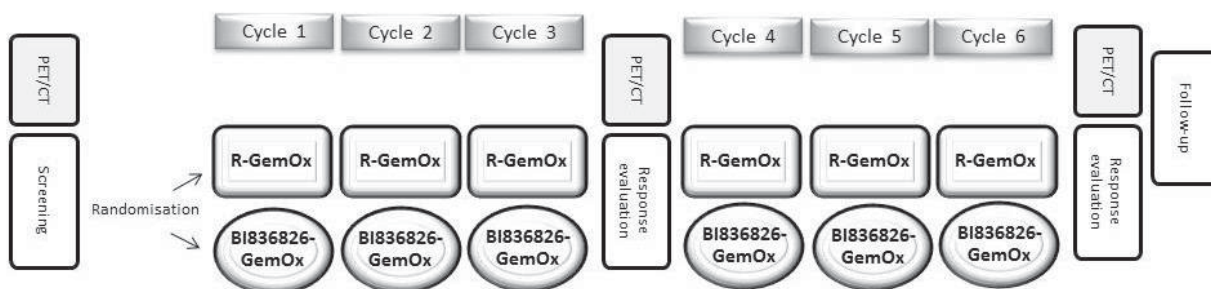 Cycle 1
Cycle 2
Cycle 3
Cycle 4
Cycle 5
Cycle 6
PET/CT
Screening
Randomisation
R-GemOx
R-GemOx
R-GemOx
BI836826-
GemOx
BI836826-
GemOx
BI836826-
GemOx
PET/CT
Response
evaluation
R-GemOx
R-GemOx
R-GemOx
BI836826-
GemOx
BI836826-
GemOx
BI836826-
GemOx
PET/CT
Response
evaluation
Follow-up